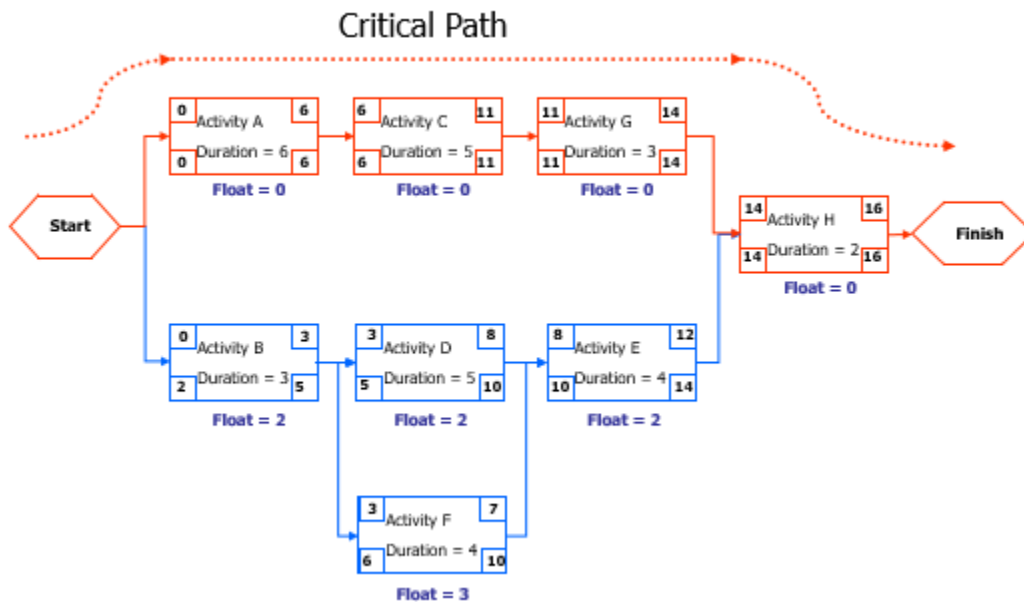 Critical Path
0 6
Activity A
Duration = 6
0 6
Float = 0
6 11
Activity C
Duration = 5
6 11
Float = 0
11 14
Activity G
Duration = 3
11 14
Float = 0
Start
14 16
Activity H
Duration = 2
14 16
Float = 0
Finish
0 3
Activity B
Duration = 3
2 5
Float = 2
3 8
Activity D
Duration = 5
5 10
Float = 2
8 12
Activity E
Duration = 4
10 14
Float = 2
3 7
Activity F
Duration = 4
6 10
Float = 3